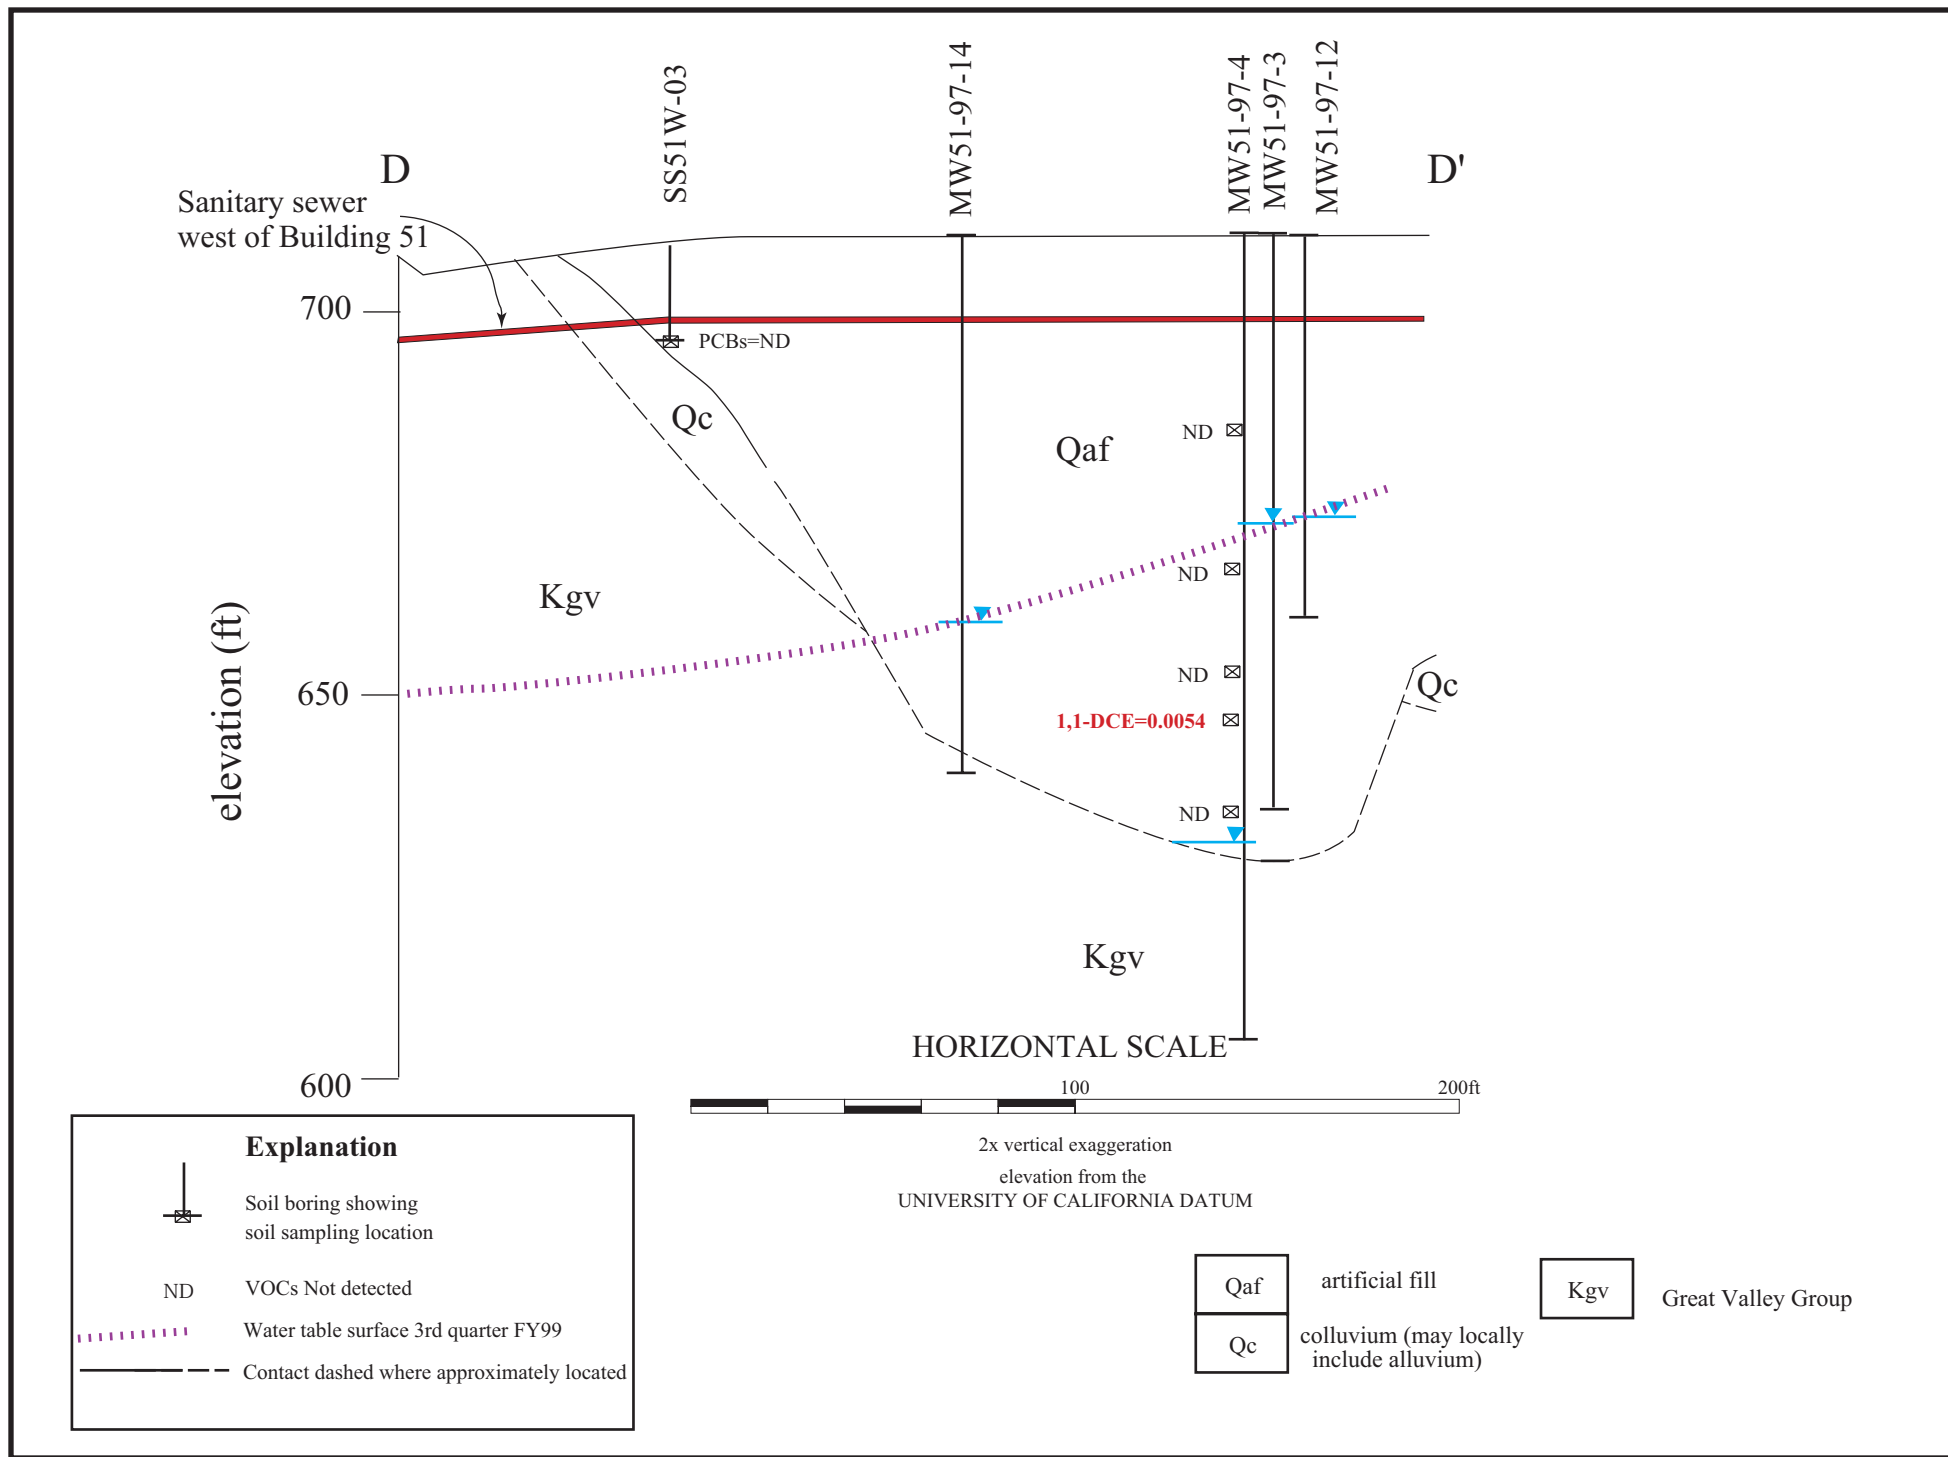 SS51W-03
MW51-97-14
MW51-97-4
MW51-97-3
MW51-97-12
D
D'
Sanitary sewer
west of Building 51
700
PCBs=ND
Qc
Qaf
ND
ND
Kgv
elevation (ft)
650
ND
Qc
1,1-DCE=0.0054
ND
Kgv
HORIZONTAL SCALE
600
100
200ft
2x vertical exaggeration
elevation from the
UNIVERSITY OF CALIFORNIA DATUM
Explanation
Soil boring showing
soil sampling location
ND
VOCs Not detected
Water table surface 3rd quarter FY99
Contact dashed where approximately located
Qaf
artificial fill
Qc
colluvium (may locally
include alluvium)
Kgv
Great Valley Group